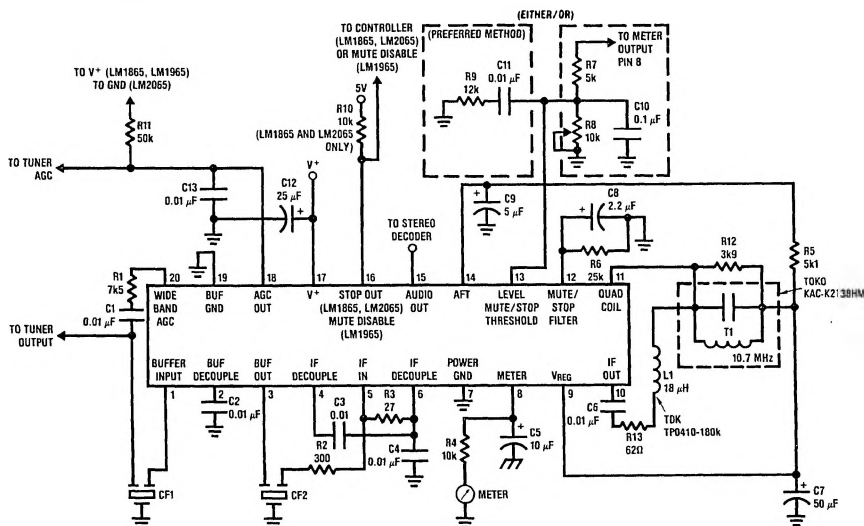 (EITHER/OR)
TO CONTROLLER
(LM1865, LM2065)
OR MUTE DISABLE
(LM1965)
(PREFERRED METHOD)
TO METER
OUTPUT
PIN 8
C11
0.01 μF
R9
12k
R7
5k
TO V+ (LM1865, LM1965)
TO GND (LM2065)
5V
R10
10k
(LM1865 AND LM2065
ONLY)
R8
10k
C10
0.1 μF
R11
50k
TO TUNER
AGC
V+
C13
0.01 μF
C12
25 μF
+
TO STEREO
DECODER
+
C9
5 μF
C8
+ 2.2 μF
R6
25k
R12
3k9
R5
5k1
TOKO
KAC-K2138HM
R1
7k5
C1
0.01 μF
TO TUNER
OUTPUT
20
19
18
17
16
15
14
13
12
11
WIDE
BAND
AGC
BUF
GND
AGC
OUT
V+
STOP OUT
(LM1865, LM2065)
MUTE DISABLE
(LM1965)
AUDIO
OUT
AFT
LEVEL
MUTE/STOP
THRESHOLD
MUTE/
STOP
FILTER
QUAD
COIL
T1
10.7 MHz
BUFFER
INPUT
BUF
DECOUPLE
BUF
OUT
IF
DECOUPLE
IF
IN
IF
DECOUPLE
POWER
GND
METER
VREG
IF
OUT
1
2
3
4
5
6
7
8
9
10
L1
18 μH
C2
0.01 μF
C3
0.01
R3
27
R2
300
C4
0.01 μF
R4
10k
+
C5
10 μF
C6
0.01 μF
R13
62Ω
TDK
TP0410-180k
CF1
CF2
METER
+
C7
50 μF